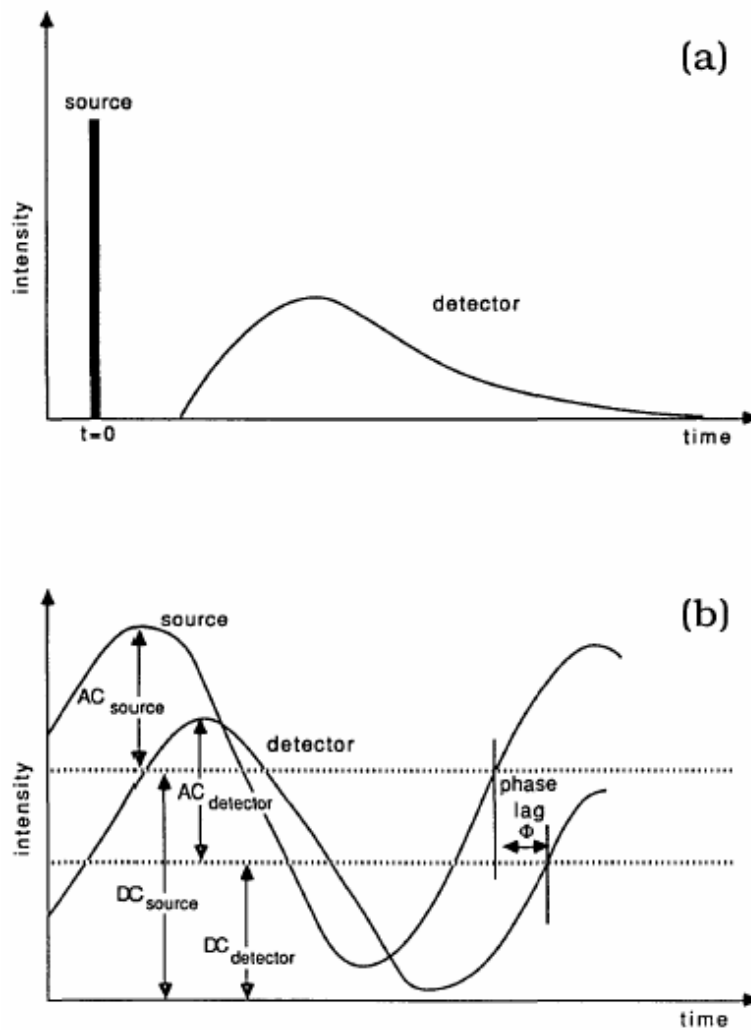 (a)
source
intensity
detector
t=0
time
(b)
source
AC source
detector
AC detector
phase
lag
Φ
intensity
DC source
DC detector
time